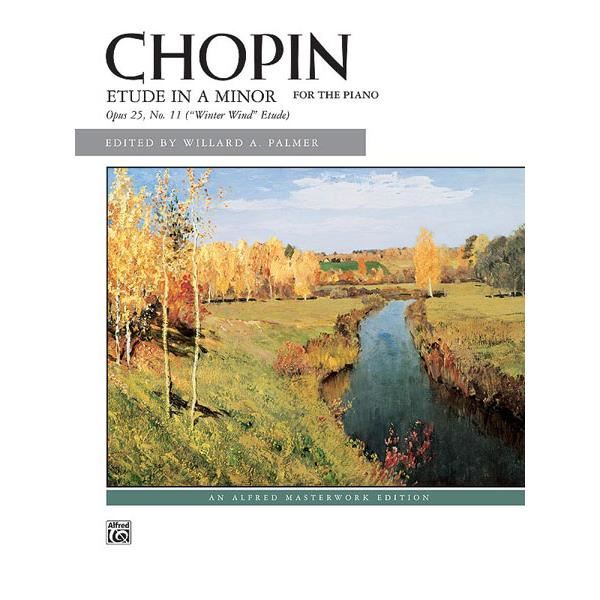 CHOPIN
ETUDE IN A MINOR FOR THE PIANO
Opus 25, No. 11 (“Winter Wind” Etude)
EDITED BY WILLARD A. PALMER
AN ALFRED MASTERWORK EDITION
Alfred